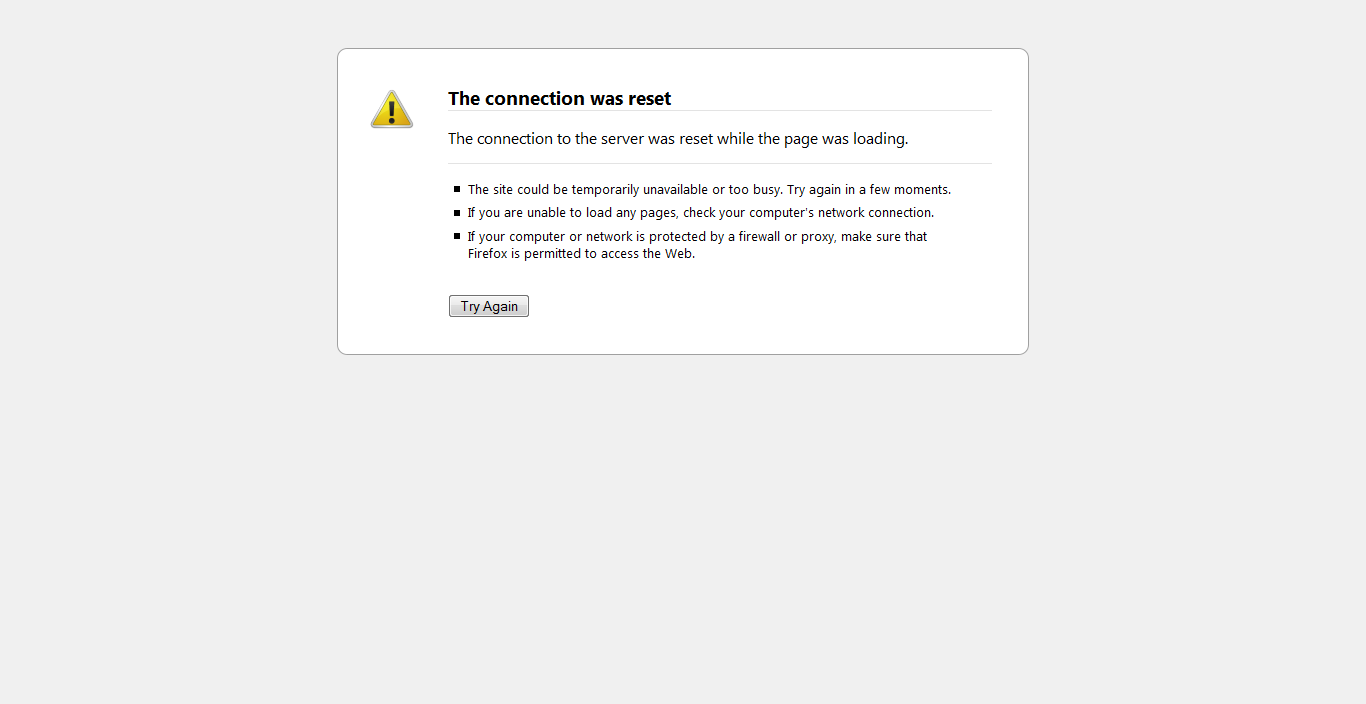 The connection was reset
The connection to the server was reset while the page was loading.
The site could be temporarily unavailable or too busy. Try again in a few moments.
If you are unable to load any pages, check your computer's network connection.
If your computer or network is protected by a firewall or proxy, make sure that
Firefox is permitted to access the Web.
Try Again